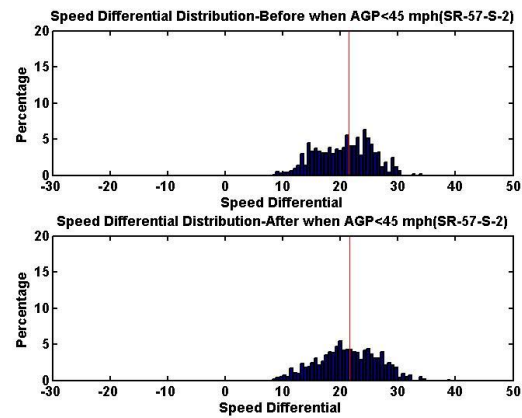 Speed Differential Distribution-Before when AGP<45 mph(SR-57-S-2)
20
15
10
5
0
Percentage
-30 -20 -10 0 10 20 30 40 50
Speed Differential
Speed Differential Distribution-After when AGP<45 mph(SR-57-S-2)
20
15
10
5
0
Percentage
-30 -20 -10 0 10 20 30 40 50
Speed Differential